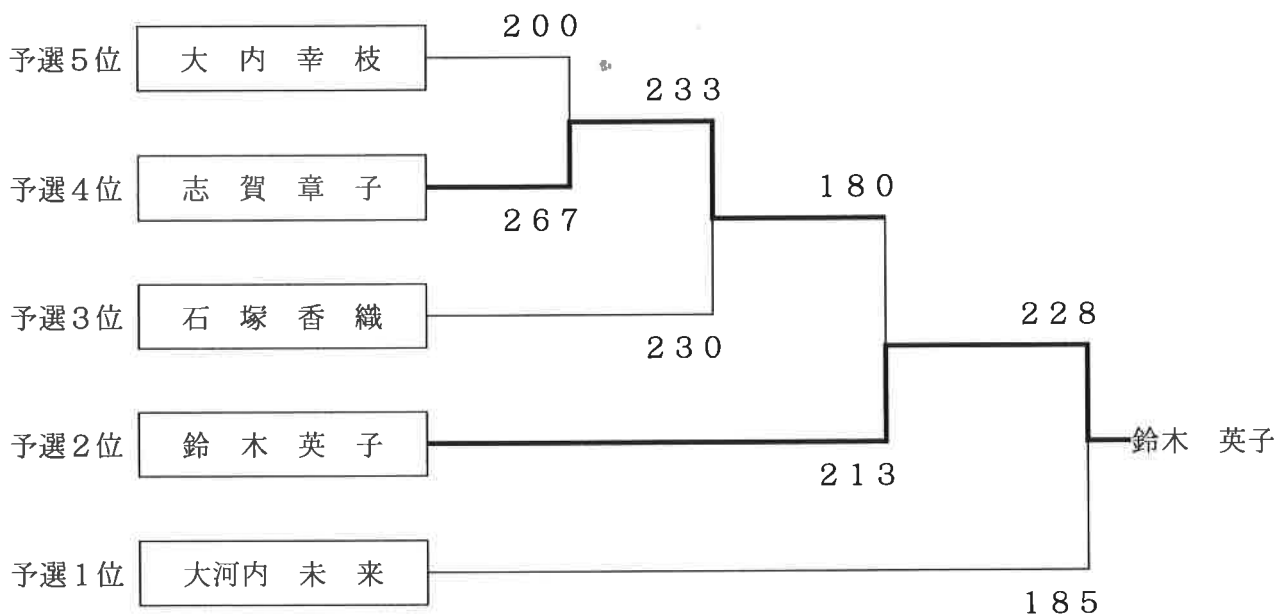 200
予選5位 大内幸枝
233
予選4位 志賀章子
180
267
予選3位 石塚香織
228
230
予選2位 鈴木英子
鈴木 英子
213
予選1位 大河内 未来
185